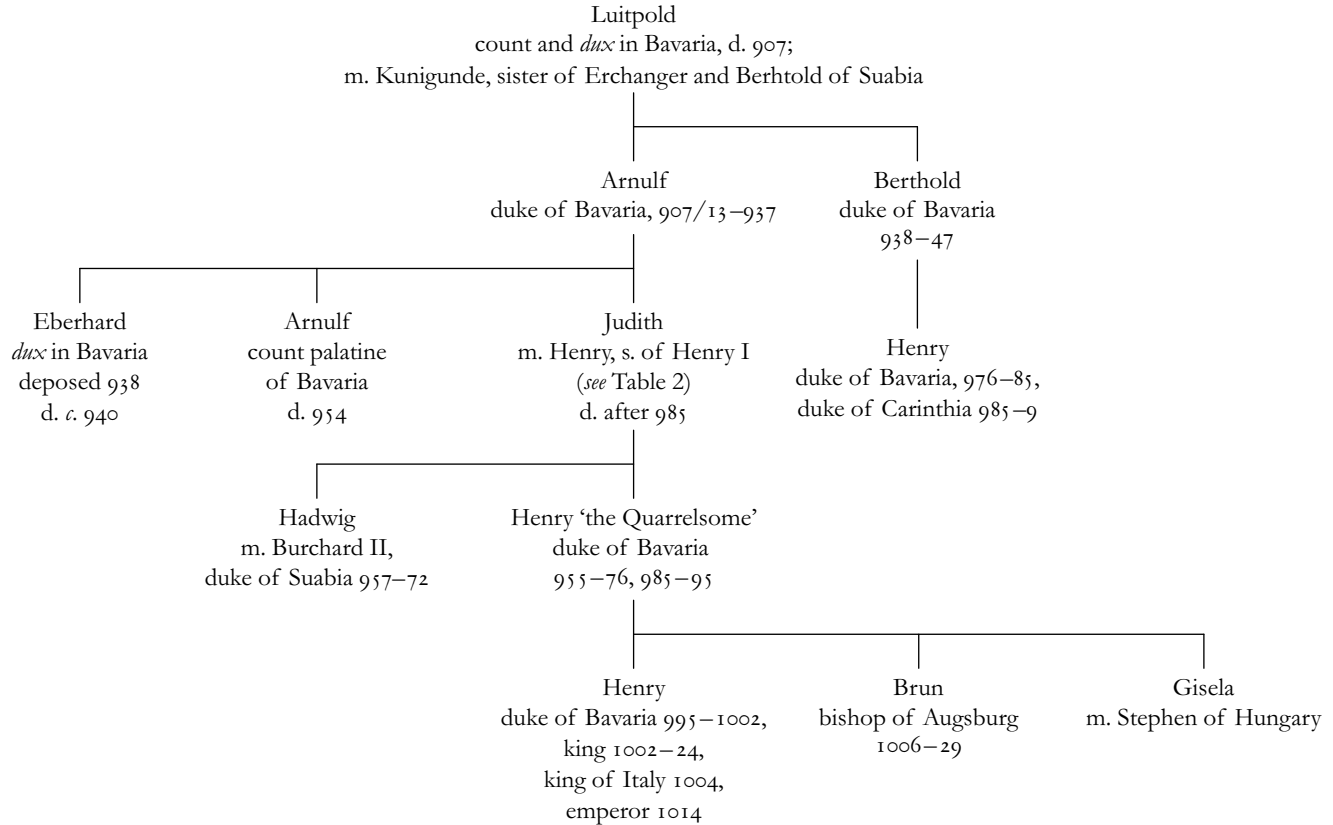 Luitpold
count and dux in Bavaria, d. 907;
m. Kunigunde, sister of Erchanger and Berhtold of Suabia
Arnulf
duke of Bavaria, 907/13–937
Berthold
duke of Bavaria
938–47
Eberhard
dux in Bavaria
deposed 938
d. c. 940
Arnulf
count palatine
of Bavaria
d. 954
Judith
m. Henry, s. of Henry I
(see Table 2)
d. after 985
Henry
duke of Bavaria, 976–85,
duke of Carinthia 985–9
Hadwig
m. Burchard II,
duke of Suabia 957–72
Henry ‘the Quarrelsome’
duke of Bavaria
955–76, 985–95
Henry
duke of Bavaria 995–1002,
king 1002–24,
king of Italy 1004,
emperor 1014
Brun
bishop of Augsburg
1006–29
Gisela
m. Stephen of Hungary